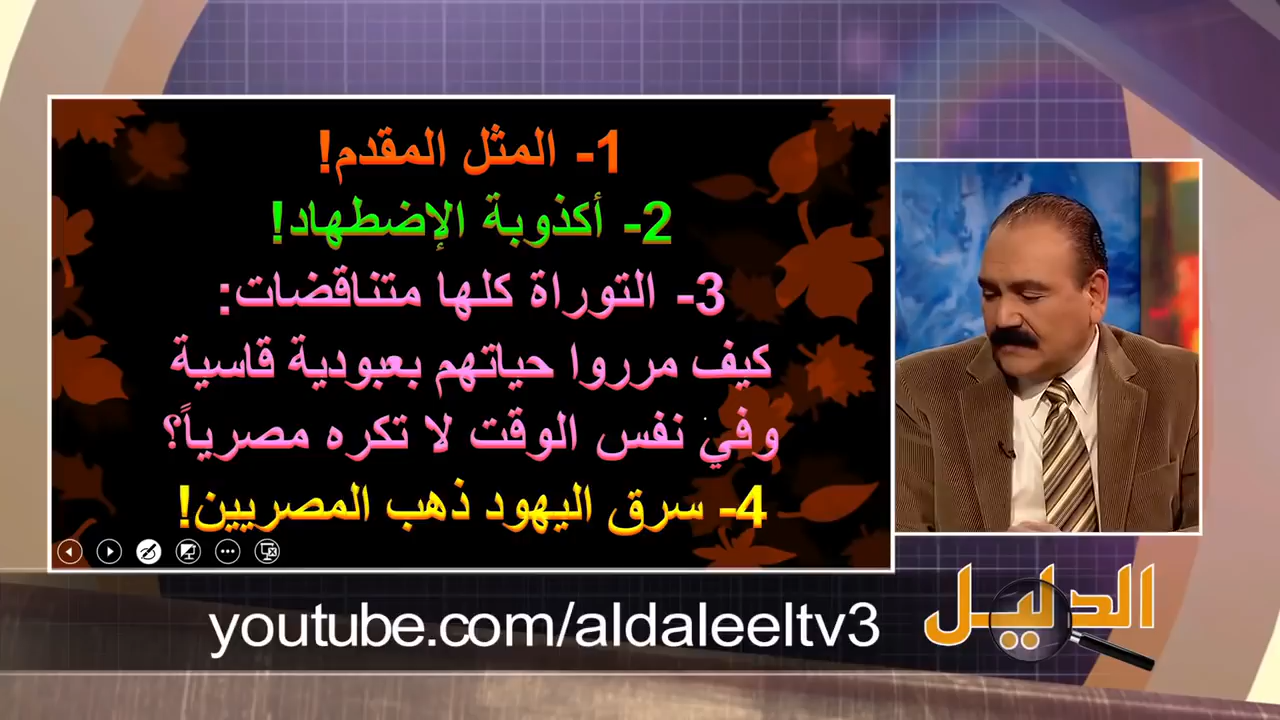 1- المثل المقدم!
2- أكذوبة الإضطهاد!
3- التوراة كلها متناقضات:
كيف مرروا حياتهم بعبودية قاسية
وفي نفس الوقت لا تكره مصرياً؟
4- سرق اليهود ذهب المصريين!
الدليل
youtube.com/aldaleeltv3